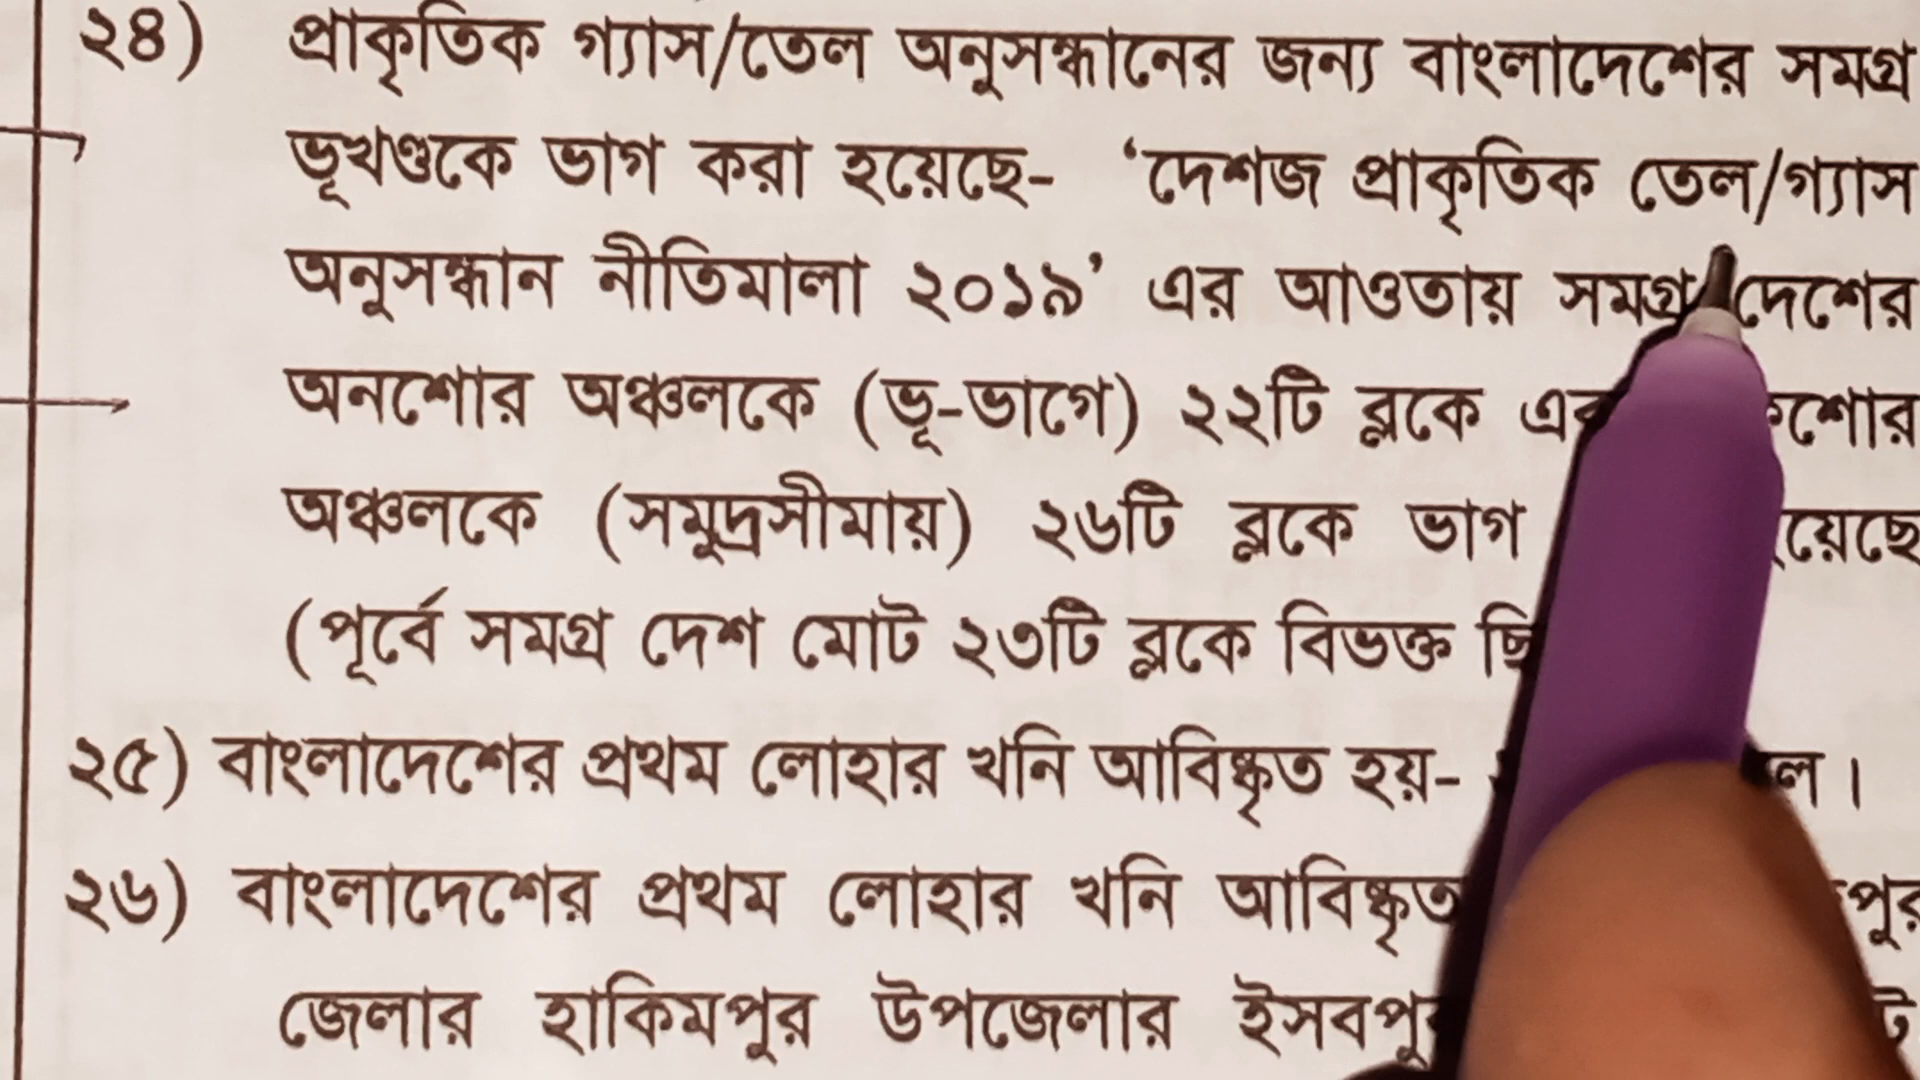 ২৪) প্রাকৃতিক গ্যাস/তেল অনুসন্ধানের জন্য বাংলাদেশের সমগ্র
ভূখণ্ডকে ভাগ করা হয়েছে- ‘দেশজ প্রাকৃতিক তেল/গ্যাস
অনুসন্ধান নীতিমালা ২০১৯’ এর আওতায় সমগ্র দেশের
অনশোর অঞ্চলকে (ভূ-ভাগে) ২২টি ব্লকে
অঞ্চলকে (সমুদ্রসীমায়) ২৬টি ব্লকে ভাগ
(পূর্বে সমগ্র দেশ মোট ২৩টি ব্লকে বিভক্ত
২৫) বাংলাদেশের প্রথম লোহার খনি আবিষ্কৃত হয়-
২৬) বাংলাদেশের প্রথম লোহার খনি আবিষ্কৃত
জেলার হাকিমপুর উপজেলার